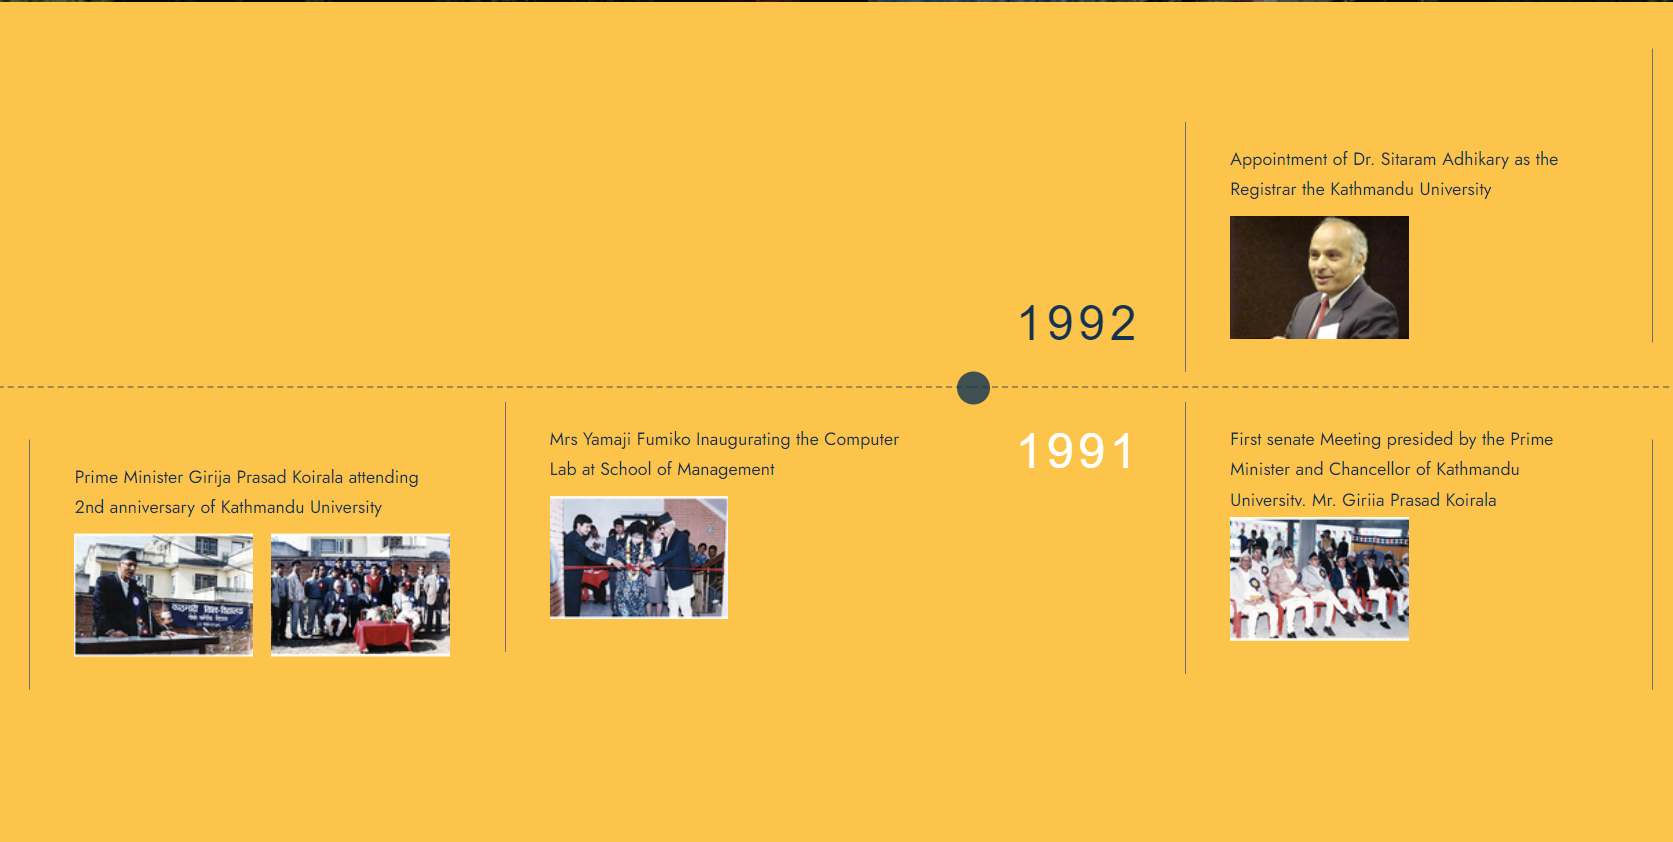 Appointment of Dr. Sitaram Adhikary as the
Registrar the Kathmandu University
1992
Prime Minister Girija Prasad Koirala attending
2nd anniversary of Kathmandu University
Mrs Yamaji Fumiko Inaugurating the Computer
Lab at School of Management
1991
First senate Meeting presided by the Prime
Minister and Chancellor of Kathmandu
University, Mr. Girija Prasad Koirala